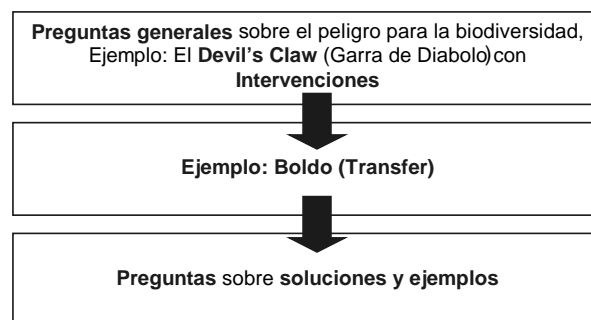 Preguntas generales sobre el peligro para la biodiversidad,
Ejemplo: El Devil's Claw (Garra de Diabolo)con
Intervenciones
Ejemplo: Boldo (Transfer)
Preguntas sobre soluciones y ejemplos